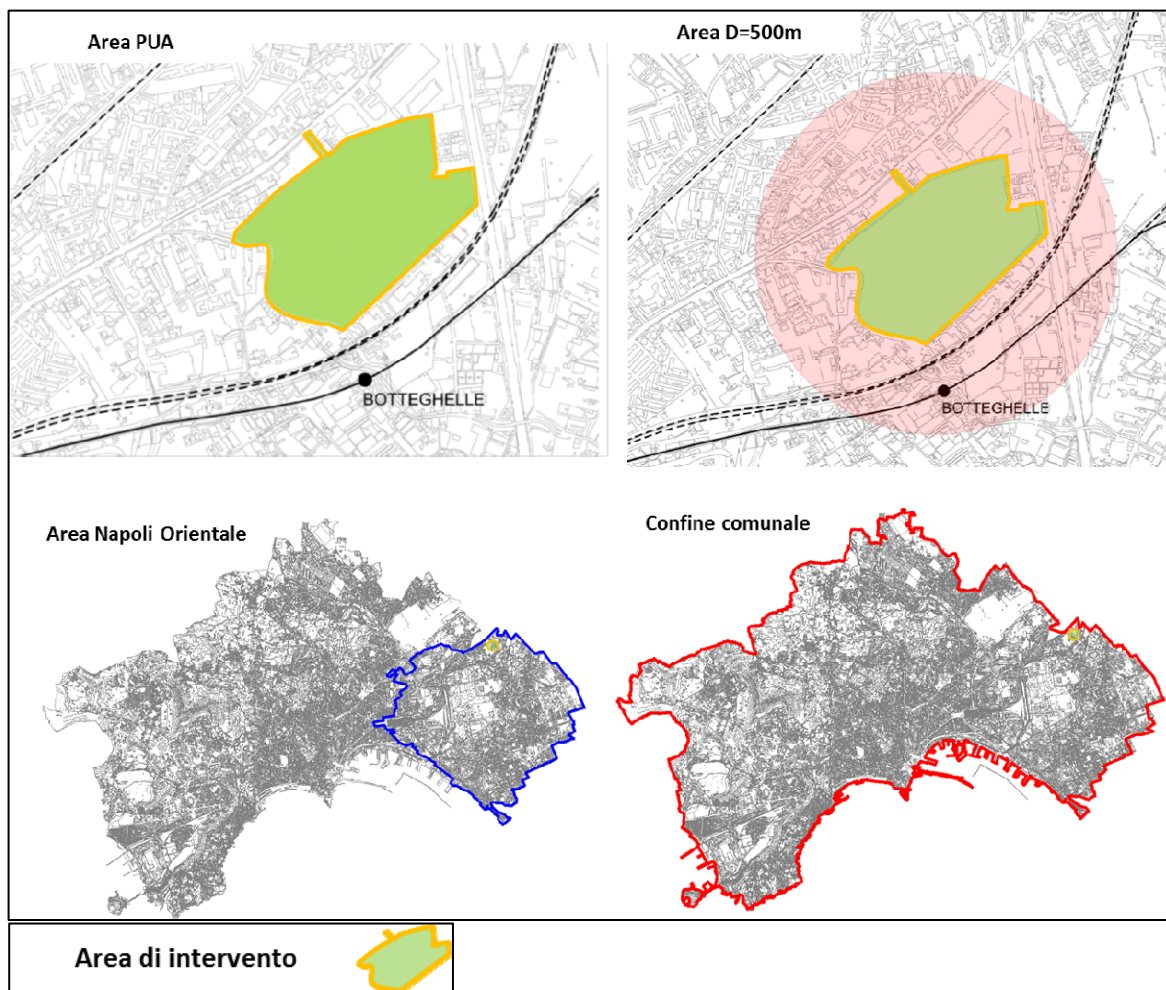 Area PUA
Area D=500m
BOTTEGHELLE
BOTTEGHELLE
Area Napoli Orientale
Confine comunale
Area di intervento